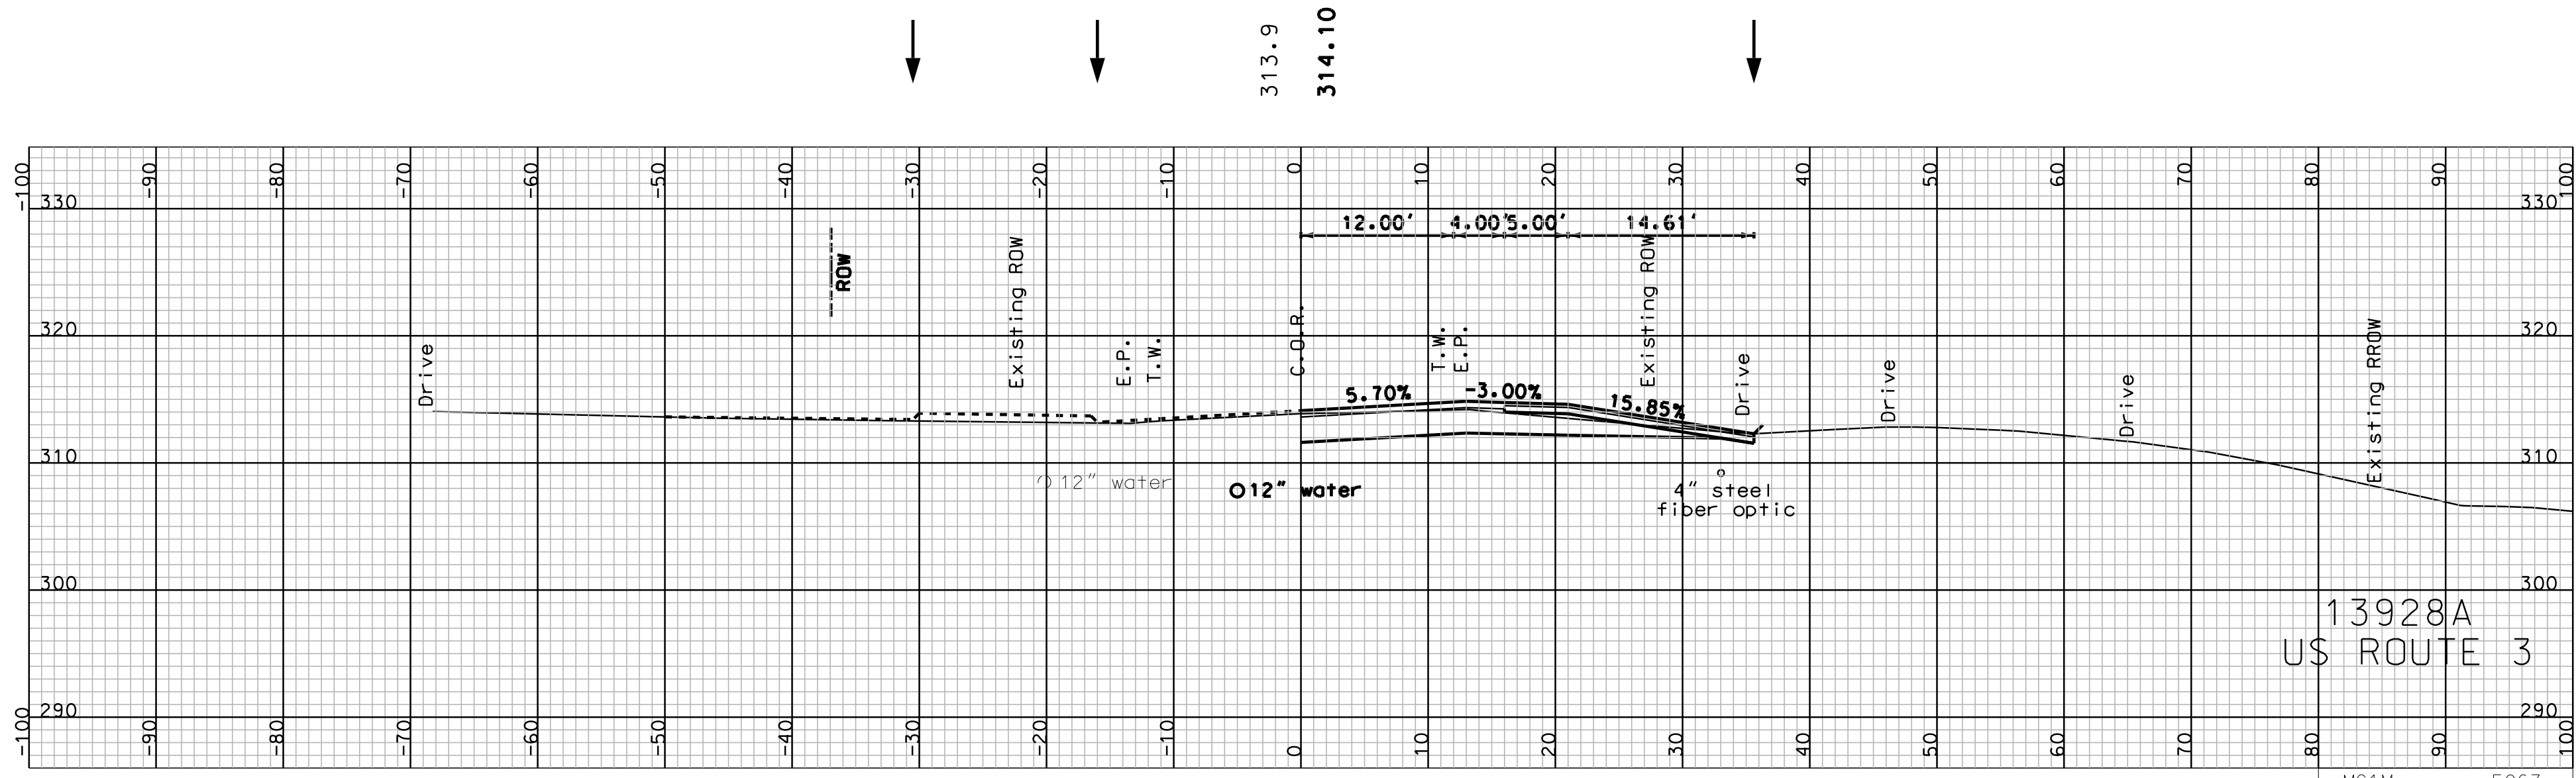 313.9
314.10
-100 -90 -80 -70 -60 -50 -40 -30 -20 -10 0 10 20 30 40 50 60 70 80 90 100
330 330
12.00' 4.00' 5.00' 14.61'
ROW
Existing ROW
Existing ROW
320 320
Drive
E.P.
T.W.
C.O.R.
T.W.
E.P.
Drive
Drive
Drive
Existing RROW
5.70% -3.00% 15.85%
310 310
12" water
12" water
4" steel
fiber optic
300 300
13928A
US ROUTE 3
290 290
-100 -90 -80 -70 -60 -50 -40 -30 -20 -10 0 10 20 30 40 50 60 70 80 90 100